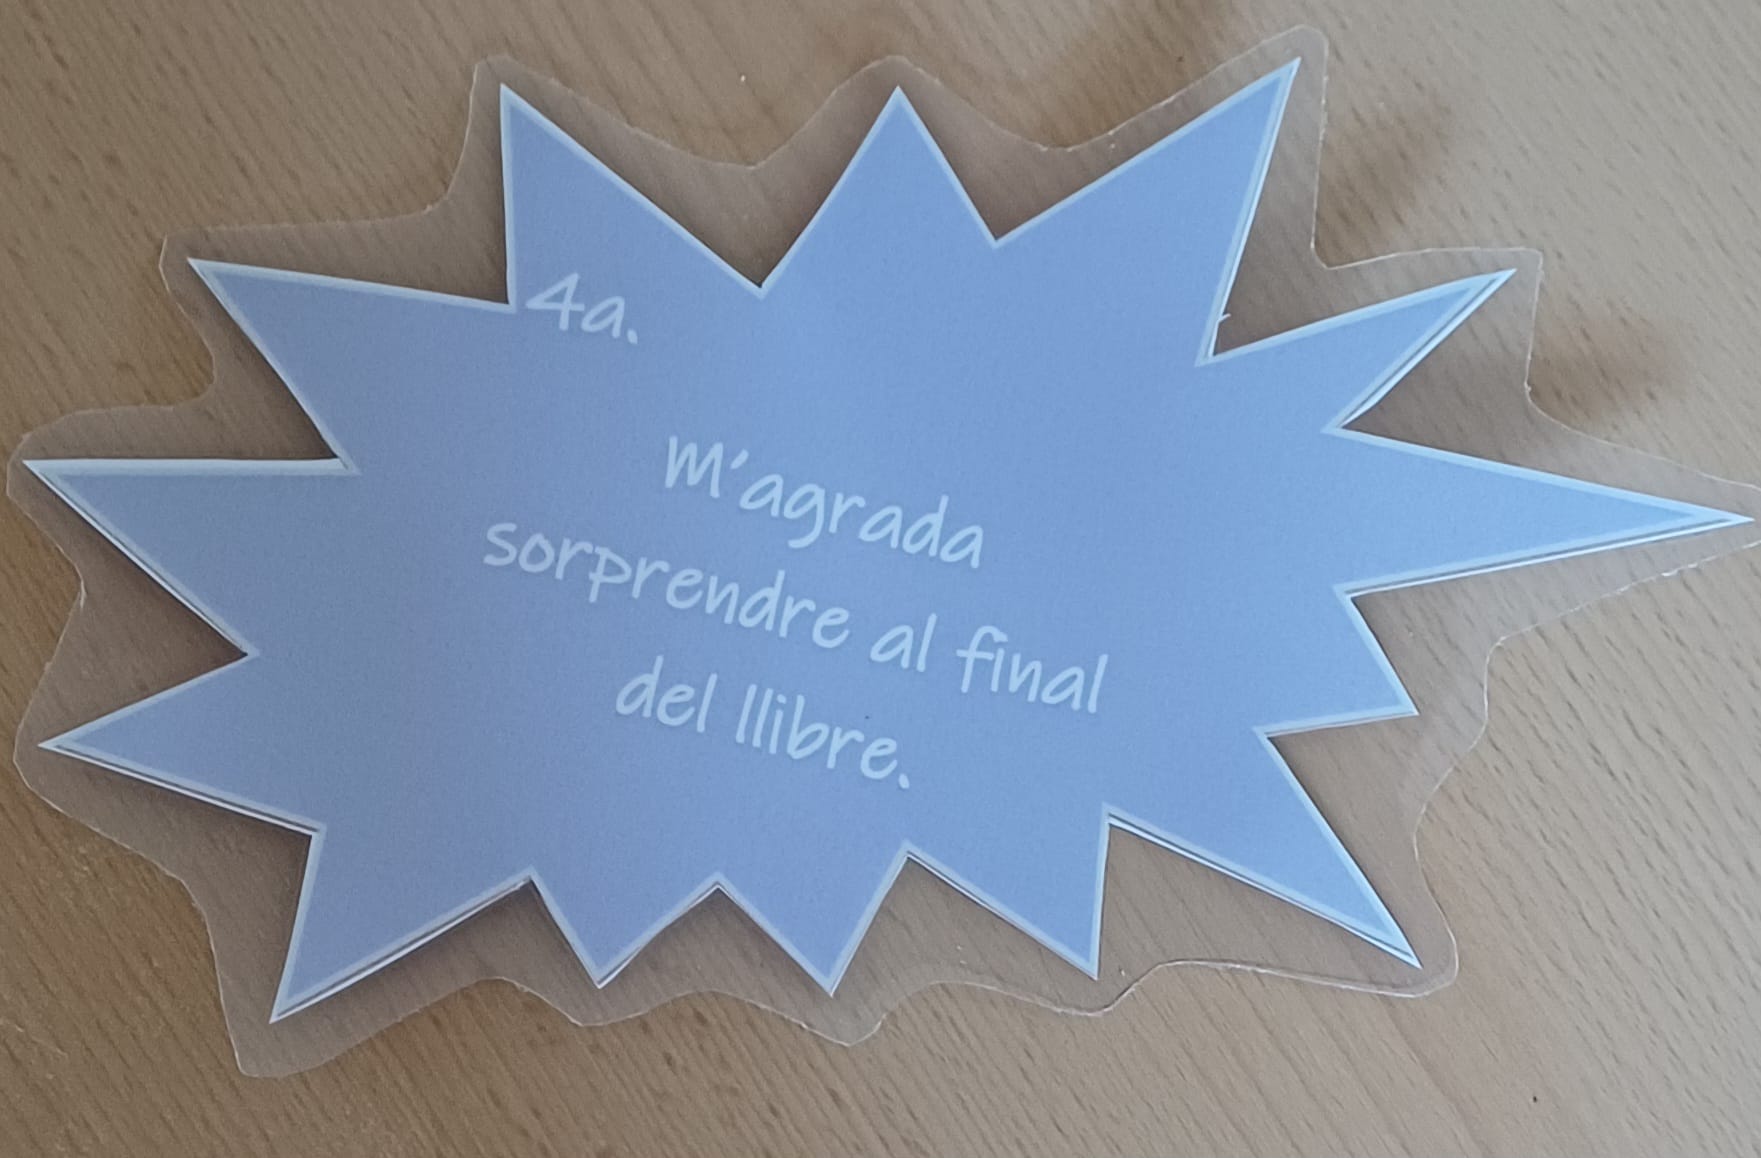 4a.
M'agrada
sorprendre al final
del llibre.